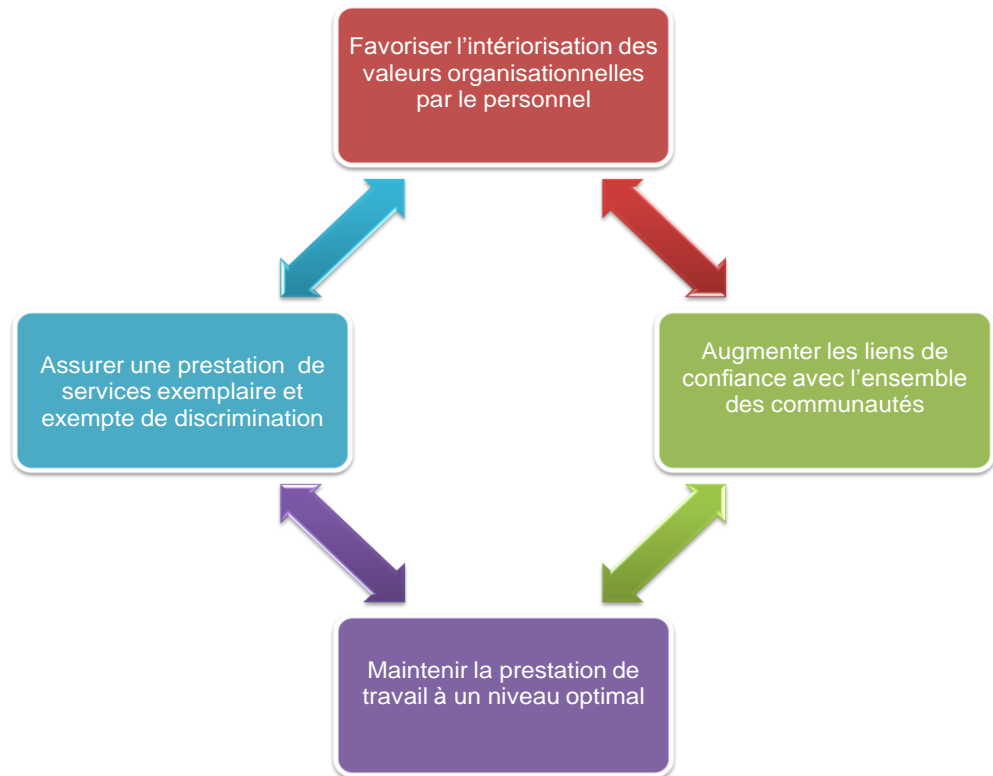 Favoriser l’intériorisation des
valeurs organisationnelles
par le personnel
Assurer une prestation de
services exemplaire et
exempte de discrimination
Augmenter les liens de
confiance avec l’ensemble
des communautés
Maintenir la prestation de
travail à un niveau optimal